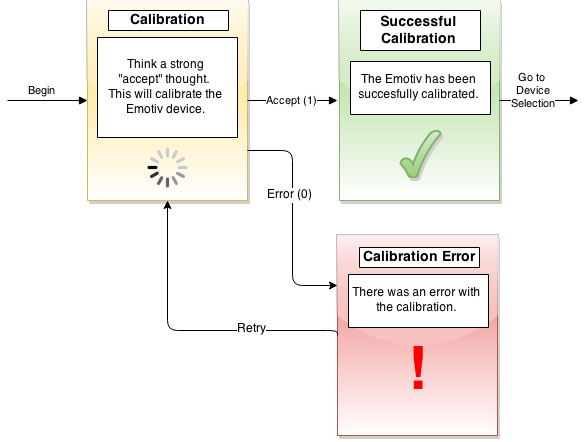 Calibration
Think a strong
"accept" thought.
This will calibrate the
Emotiv device.
Begin
Accept (1)
Successful
Calibration
The Emotiv has been
succesfully calibrated.
Go to
Device
Selection
Error (0)
Calibration Error
There was an error with
the calibration.
!
Retry